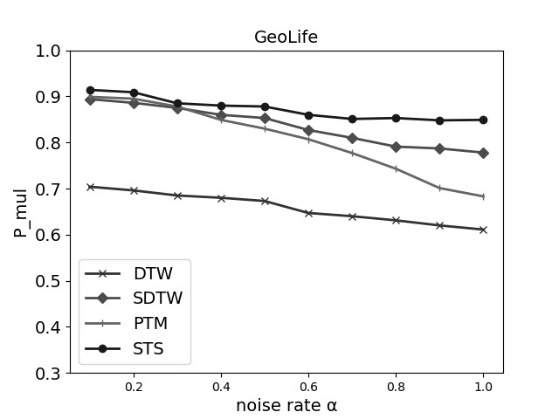 GeoLife
1.0
0.9
0.8
0.7
0.6
0.5
0.4
0.3
P_mul
DTW
SDTW
PTM
STS
0.2 0.4 0.6 0.8 1.0
noise rate α